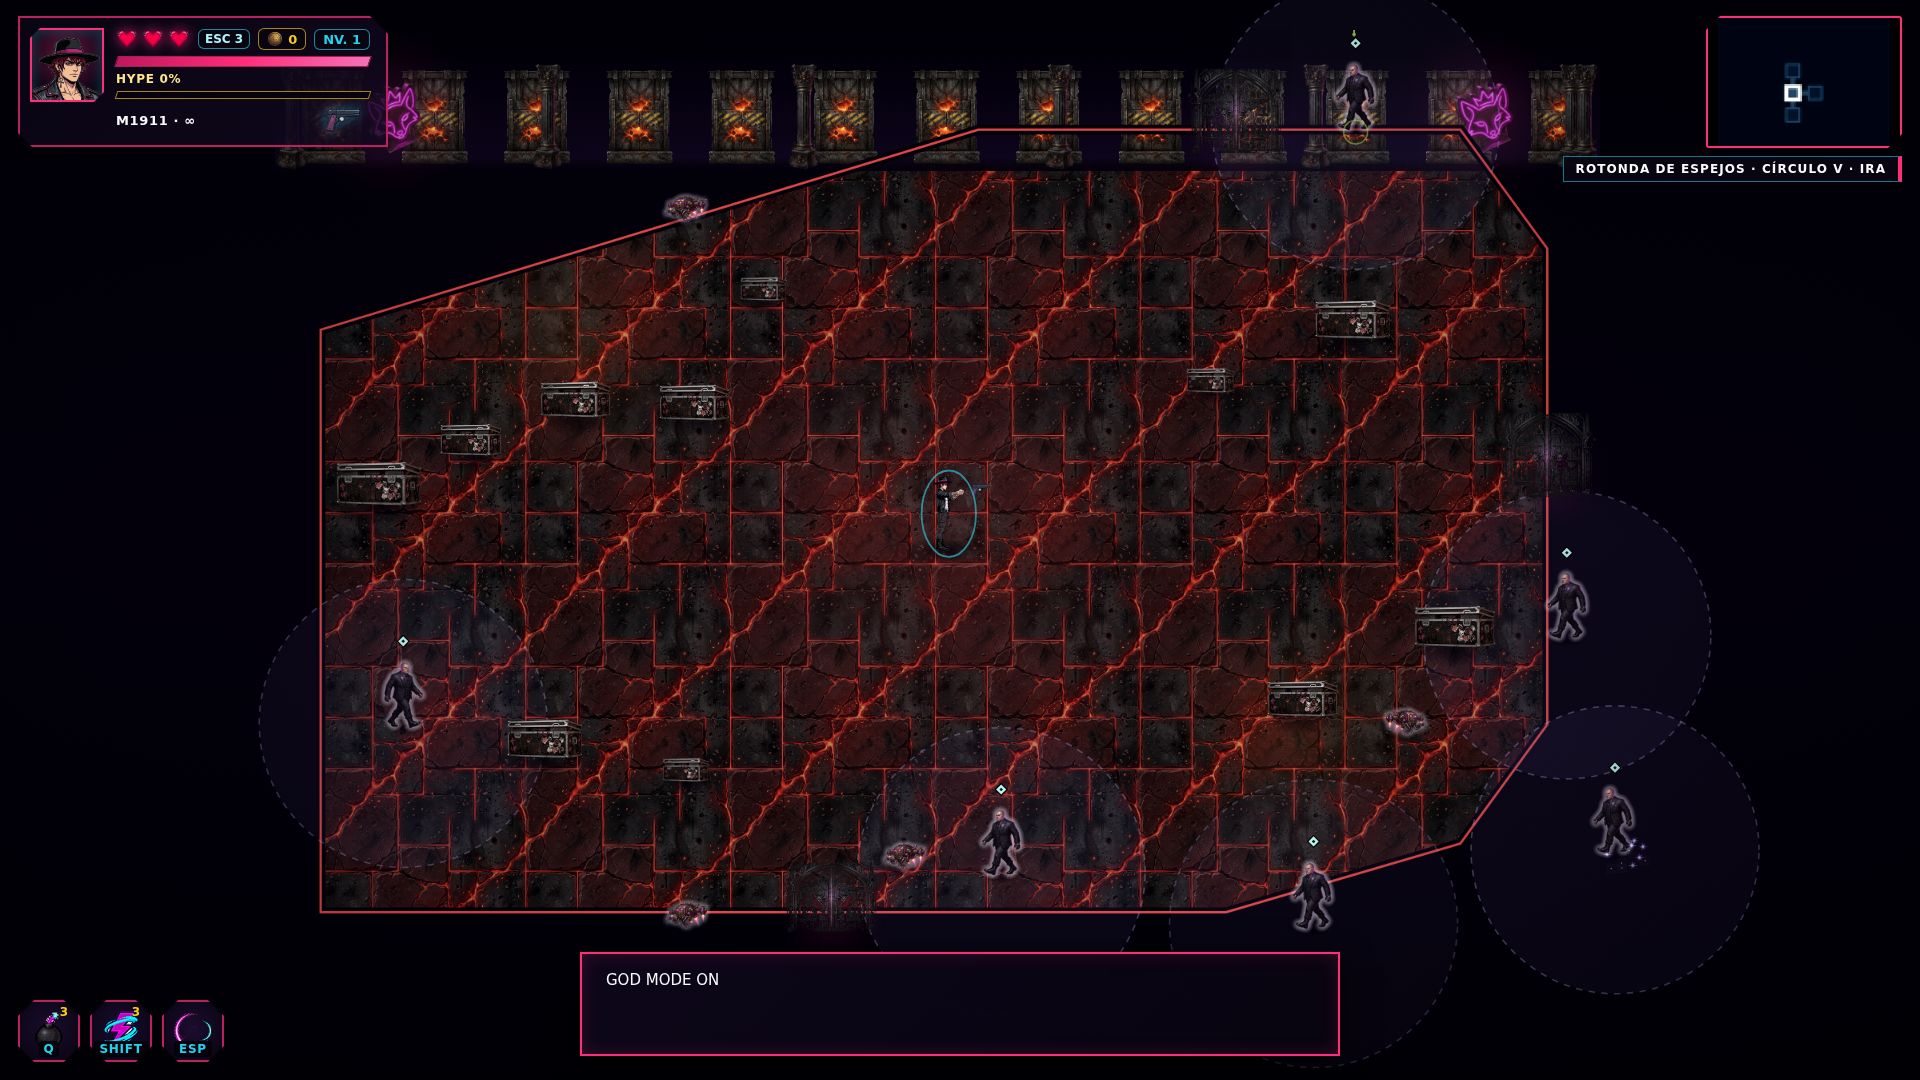 ESC 3
0
NV. 1
HYPE 0%
M1911 · ∞
ROTONDA DE ESPEJOS · CÍRCULO V · IRA
GOD MODE ON
3
Q
3
SHIFT
ESP